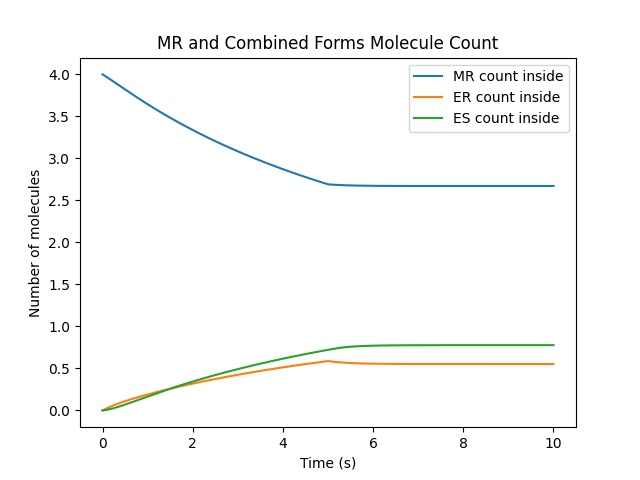 MR and Combined Forms Molecule Count
MR count inside
ER count inside
ES count inside
Number of molecules
4.0
3.5
3.0
2.5
2.0
1.5
1.0
0.5
0.0
0 2 4 6 8 10
Time (s)